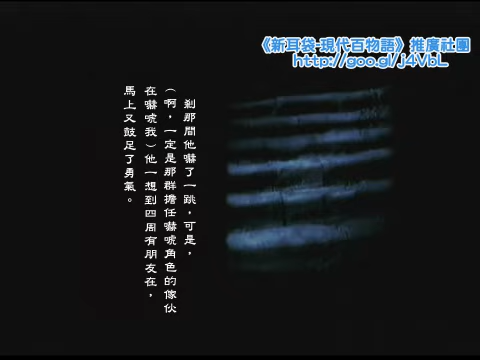 《新耳袋-現代百物語》推廣社團
http://goo.gl/j4VbL
剎那間他嚇了一跳，可是，
（啊，一定是那群擔任嚇唬角色的傢伙
在嚇唬我）他一想到四周有朋友在，
馬上又鼓足了勇氣。